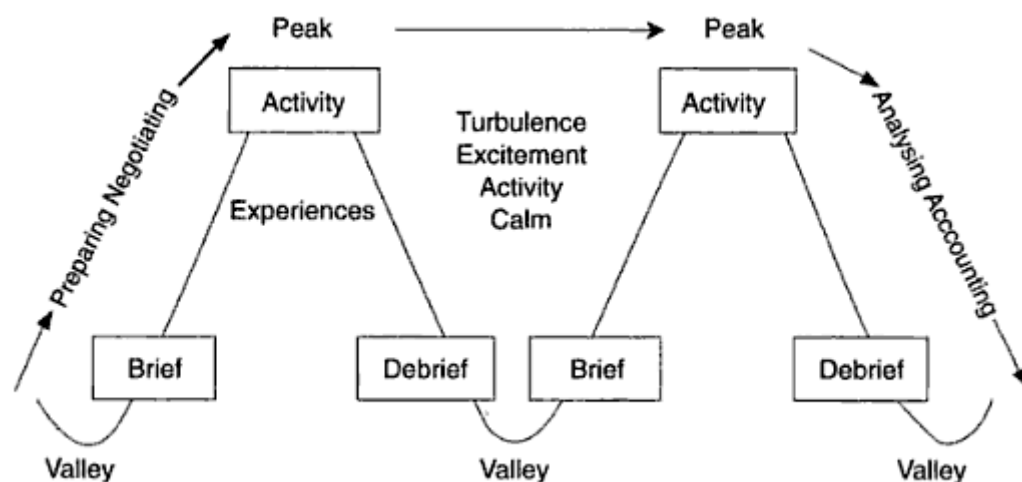 Peak
Peak
Activity
Activity
Preparing Negotiating
Turbulence
Excitement
Activity
Calm
Analysing Accounting
Experiences
Brief
Debrief
Brief
Debrief
Valley
Valley
Valley